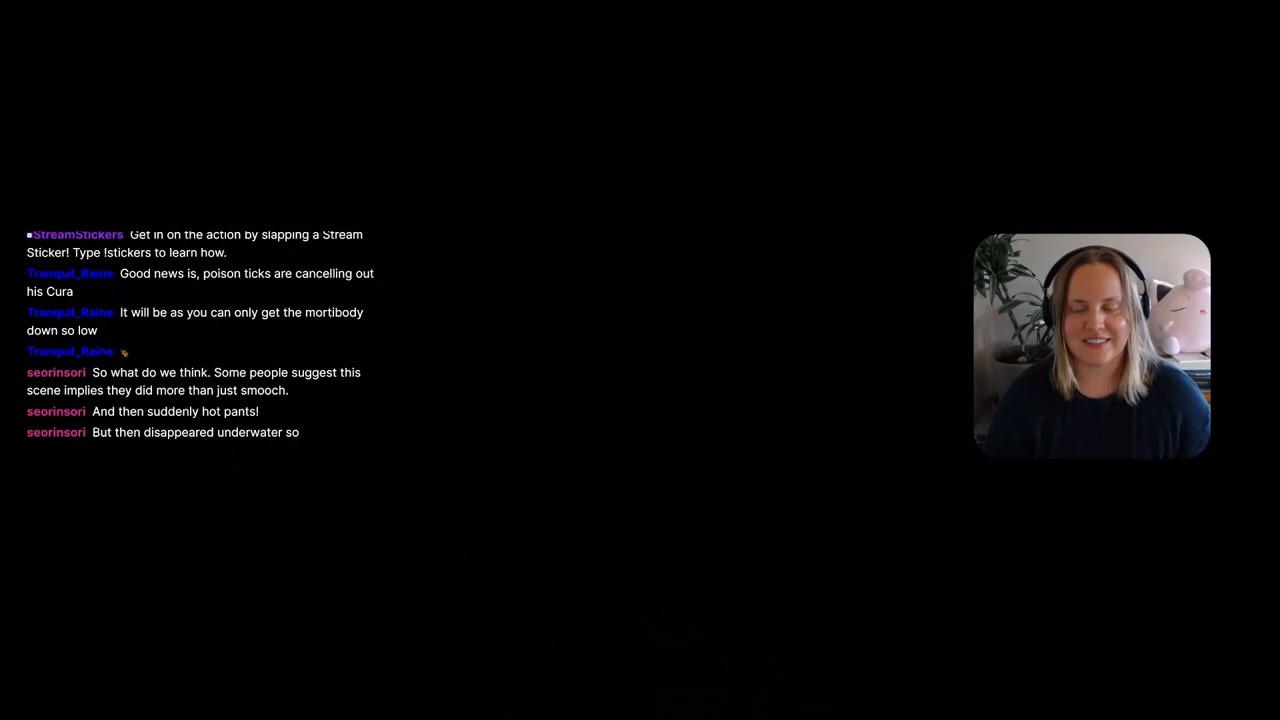 StreamStickers Get in on the action by slapping a Stream
Sticker! Type !stickers to learn how.
Tranquil_Raine Good news is, poison ticks are cancelling out
his Cura
Tranquil_Raine It will be as you can only get the mortibody
down so low
Tranquil_Raine
seorinsori So what do we think. Some people suggest this
scene implies they did more than just smooch.
seorinsori And then suddenly hot pants!
seorinsori But then disappeared underwater so